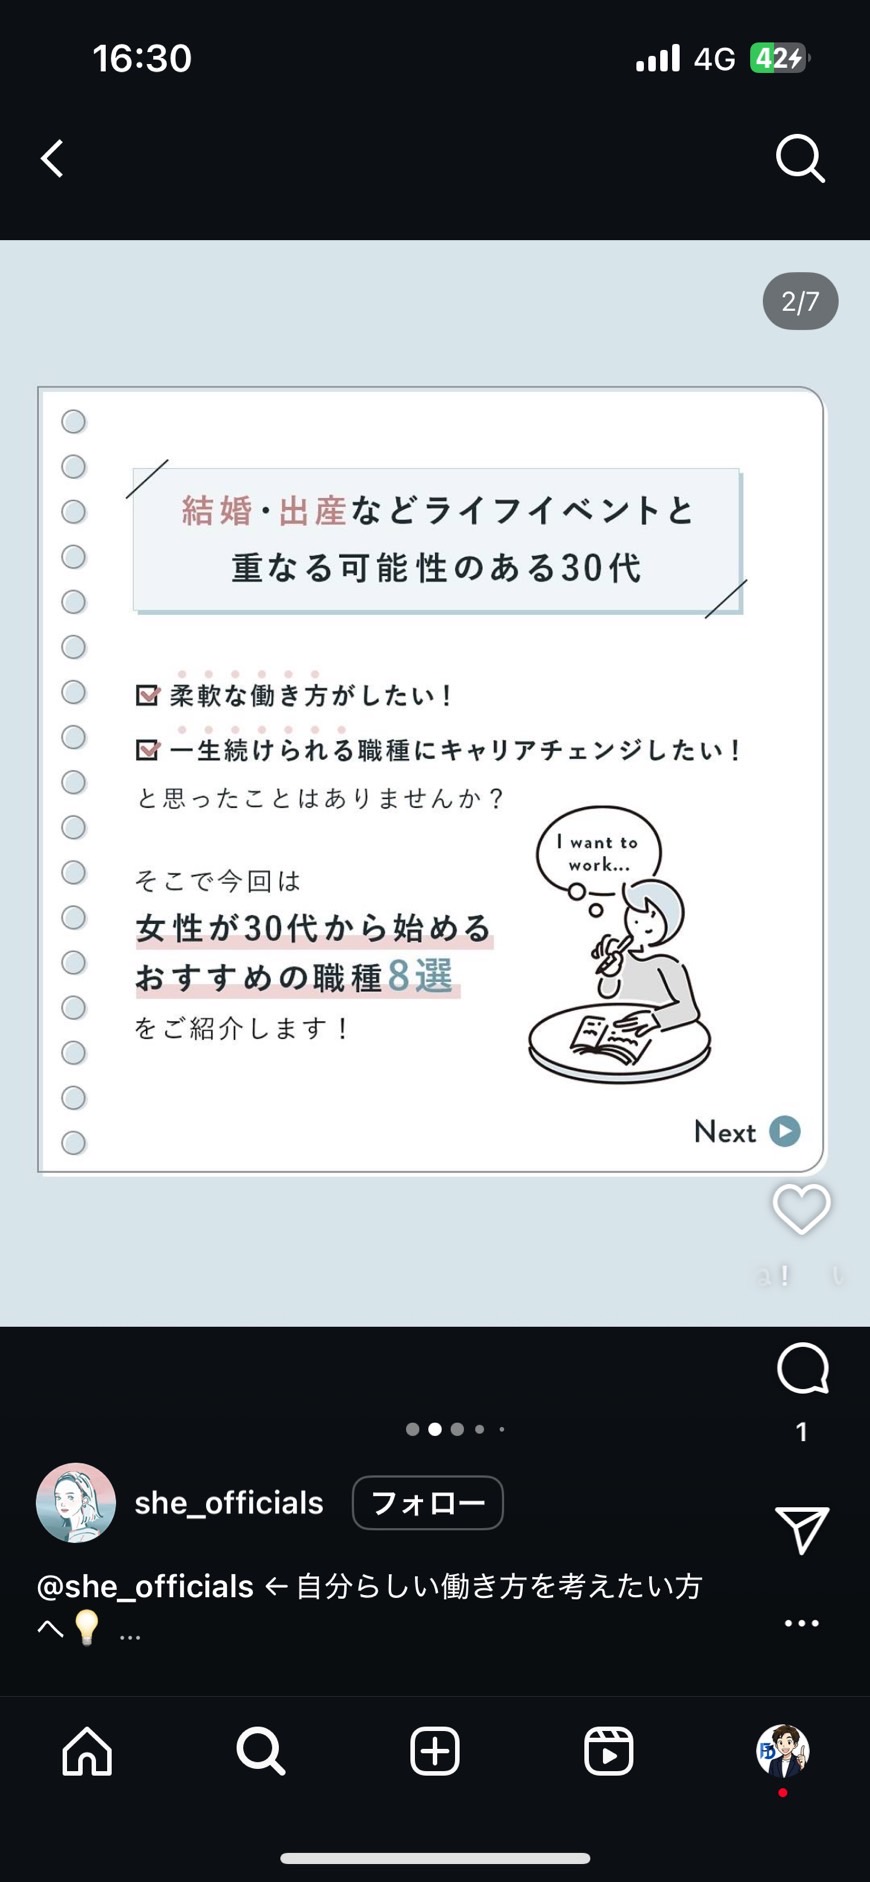 16:30
4G
42
2/7
結婚・出産などライフイベントと
重なる可能性のある30代
柔軟な働き方がしたい！
一生続けられる職種にキャリアチェンジしたい！
と思ったことはありませんか？
I want to
work...
そこで今回は
女性が30代から始める
おすすめの職種8選
をご紹介します！
Next
1
she_officials
フォロー
@she_officials ←自分らしい働き方を考えたい方
へ💡 ...